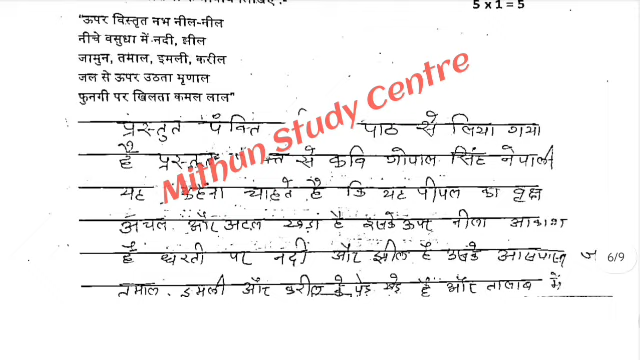 5 x 1 = 5
"ऊपर विस्तृत नभ नील-नील
नीचे वसुधा में नदी, झील
जामुन, तमाल, इमली, करील
जल से ऊपर उठता मृणाल
फुनगी पर खिलता कमल लाल"
Mithun Study Centre
प्रस्तुत पंक्ति पाठ से लिया गया
है प्रस्तुत से कवि गोपाल सिंह नेपाली
यह कहना चाहते है कि यह पीपल का वृक्ष
अचल और अटल खड़ा है इसके ऊपर नीला आकाश
है धरती पर नदी और झील है उसके आसपास ज
तमाल. इमली और करील के पेड़ खड़े है और तालाब में
6/9